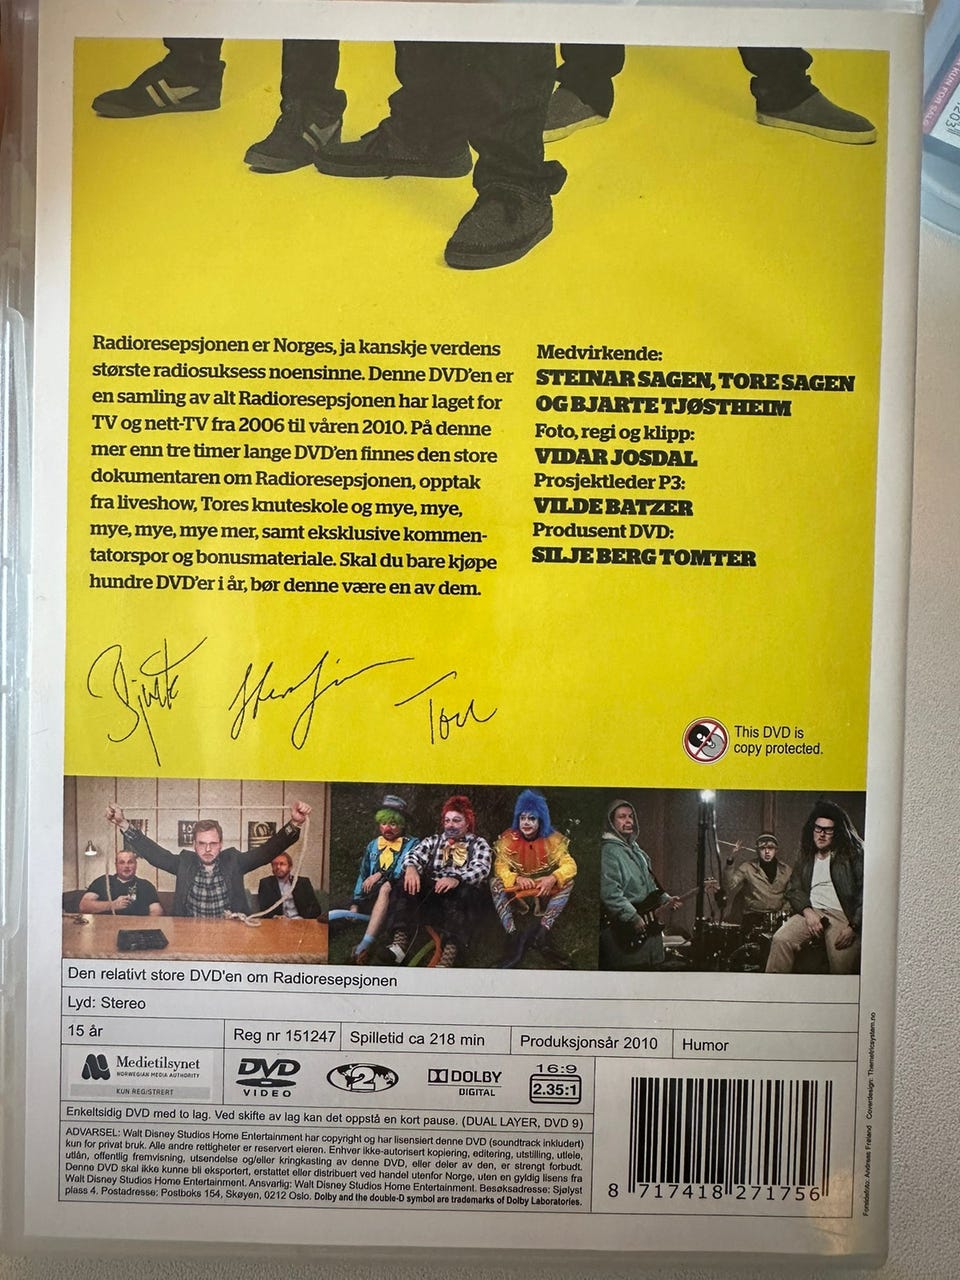 Radioresepsjonen er Norges, ja kanskje verdens
største radiosuksess noensinne. Denne DVD'en er
en samling av alt Radioresepsjonen har laget for
TV og nett-TV fra 2006 til våren 2010. På denne
mer enn tre timer lange DVD'en finnes den store
dokumentaren om Radioresepsjonen, opptak
fra liveshow, Tores knuteskole og mye, mye,
mye, mye, mye mer, samt eksklusive kommen-
tatorspor og bonusmateriale. Skal du bare kjøpe
hundre DVD'er i år, bør denne være en av dem.
Medvirkende:
STEINAR SAGEN, TORE SAGEN
OG BJARTE TJØSTHEIM
Foto, regi og klipp:
VIDAR JOSDAL
Prosjektleder P3:
VILDE BATZER
Produsent DVD:
SILJE BERG TOMTER
Bjarte
Steinar
Tore
This DVD is
copy protected.
Den relativt store DVD'en om Radioresepsjonen
Lyd: Stereo
15 år
Reg nr 151247
Spilletid ca 218 min
Produksjonsår 2010
Humor
Medietilsynet
NORWEGIAN MEDIA AUTHORITY
KUN REGISTRERT
DVD
VIDEO
2
DOLBY
DIGITAL
16:9
2.35:1
Enkeltsidig DVD med to lag. Ved skifte av lag kan det oppstå en kort pause. (DUAL LAYER, DVD 9)
ADVARSEL: Walt Disney Studios Home Entertainment har copyright og har lisensiert denne DVD (soundtrack inkludert)
kun for privat bruk. Alle andre rettigheter er reservert eieren. Enhver ikke-autorisert kopiering, editering, utstilling, utleie,
utlån, offentlig fremvisning, utsendelse og/eller kringkasting av denne DVD, eller deler av den, er strengt forbudt.
Denne DVD skal ikke kunne bli eksportert, erstattet eller distribuert ved handel utenfor Norge, uten en gyldig lisens fra
Walt Disney Studios Home Entertainment. Ansvarlig: Walt Disney Studios Home Entertainment. Besøksadresse: Sjølyst
plass 4. Postadresse: Postboks 154, Skøyen, 0212 Oslo. Dolby and the double-D symbol are trademarks of Dolby Laboratories.
8 717418 271756
Forsidefoto: Andreas Frøland Coverdesign: Themetricsystem.no